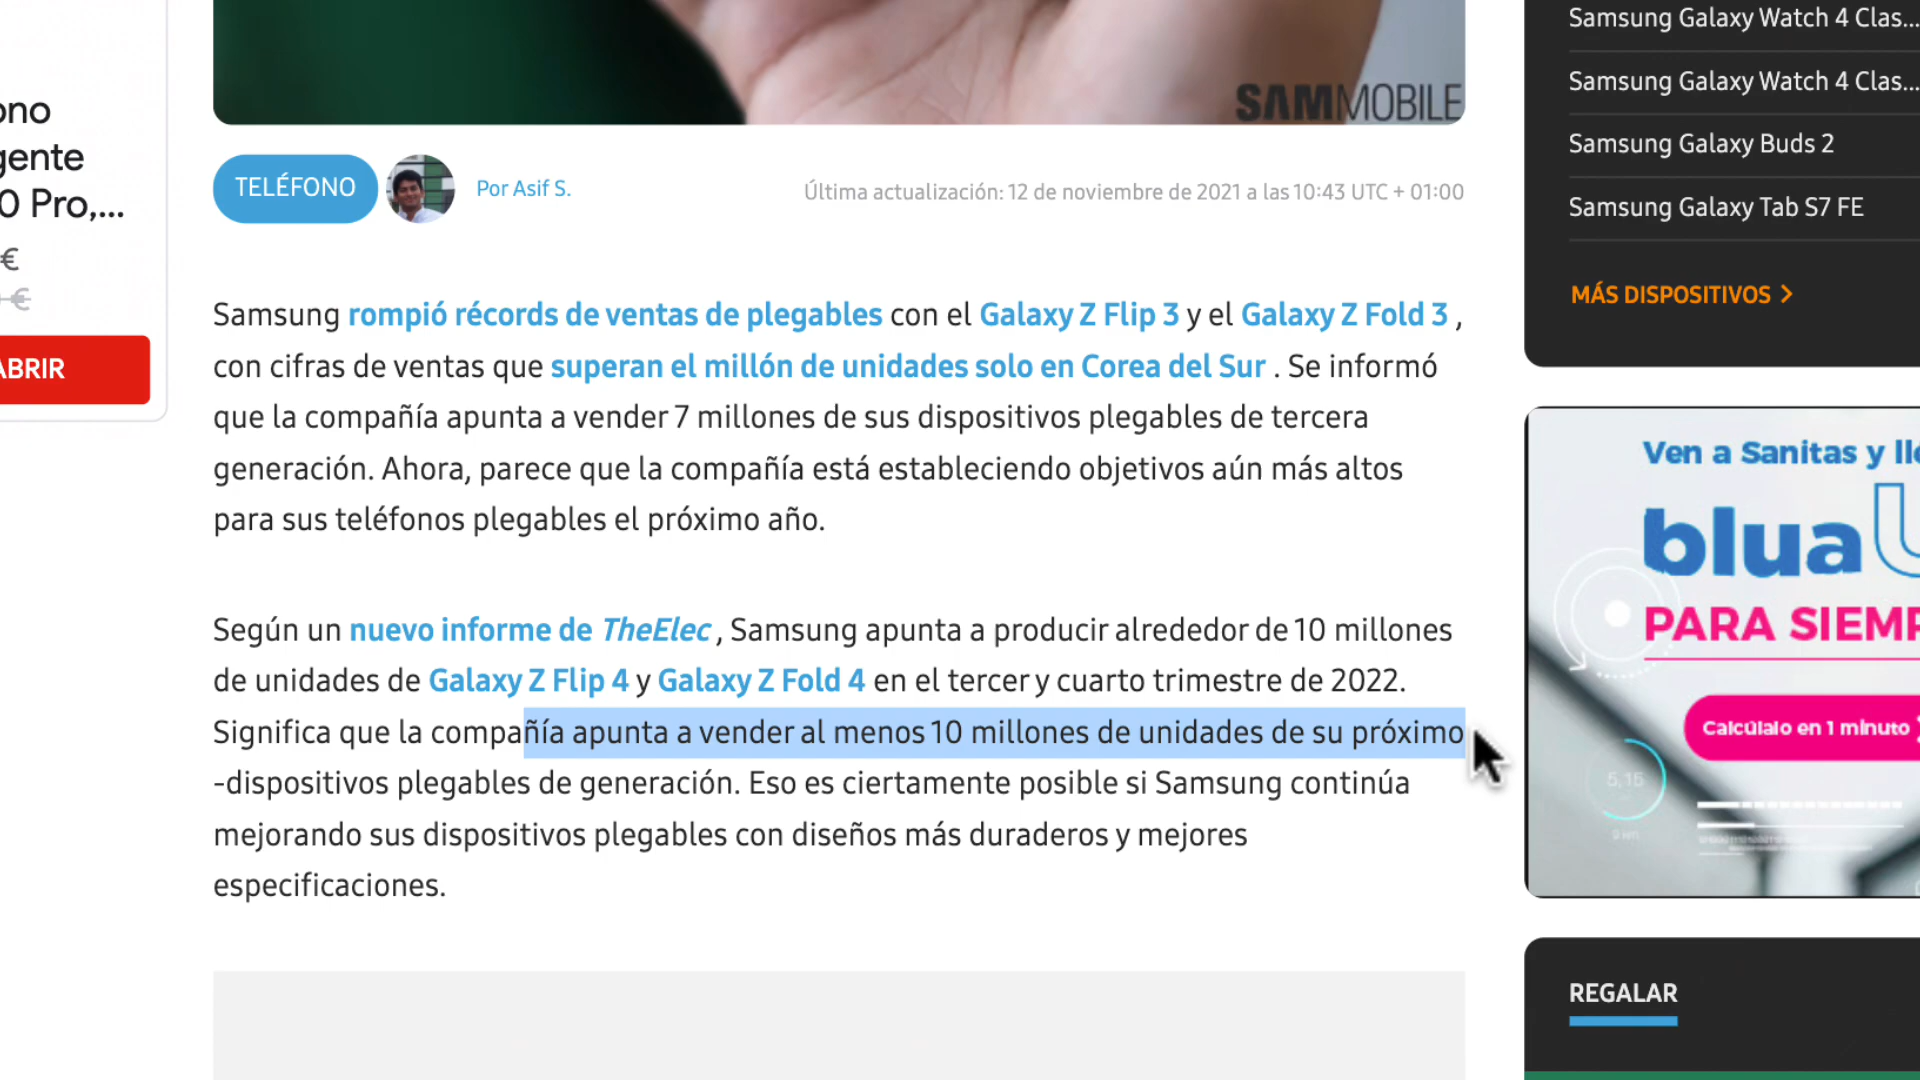 ono
gente
0 Pro,...
€
€
ABRIR
SAMMOBILE
TELÉFONO
Por Asif S.
Última actualización: 12 de noviembre de 2021 a las 10:43 UTC + 01:00
Samsung rompió récords de ventas de plegables con el Galaxy Z Flip 3 y el Galaxy Z Fold 3 ,
con cifras de ventas que superan el millón de unidades solo en Corea del Sur . Se informó
que la compañía apunta a vender 7 millones de sus dispositivos plegables de tercera
generación. Ahora, parece que la compañía está estableciendo objetivos aún más altos
para sus teléfonos plegables el próximo año.
Según un nuevo informe de TheElec , Samsung apunta a producir alrededor de 10 millones
de unidades de Galaxy Z Flip 4 y Galaxy Z Fold 4 en el tercer y cuarto trimestre de 2022.
Significa que la compañía apunta a vender al menos 10 millones de unidades de su próximo
-dispositivos plegables de generación. Eso es ciertamente posible si Samsung continúa
mejorando sus dispositivos plegables con diseños más duraderos y mejores
especificaciones.
Samsung Galaxy Watch 4 Clas...
Samsung Galaxy Watch 4 Clas...
Samsung Galaxy Buds 2
Samsung Galaxy Tab S7 FE
MÁS DISPOSITIVOS >
Ven a Sanitas y ll
blua
PARA SIEMP
Calcúlalo en 1 minuto
5,15
REGALAR